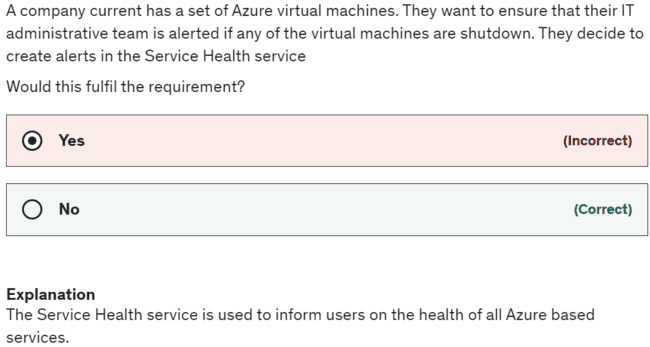 A company current has a set of Azure virtual machines. They want to ensure that their IT
administrative team is alerted if any of the virtual machines are shutdown. They decide to
create alerts in the Service Health service
Would this fulfil the requirement?
Yes (Incorrect)
No (Correct)
Explanation
The Service Health service is used to inform users on the health of all Azure based
services.